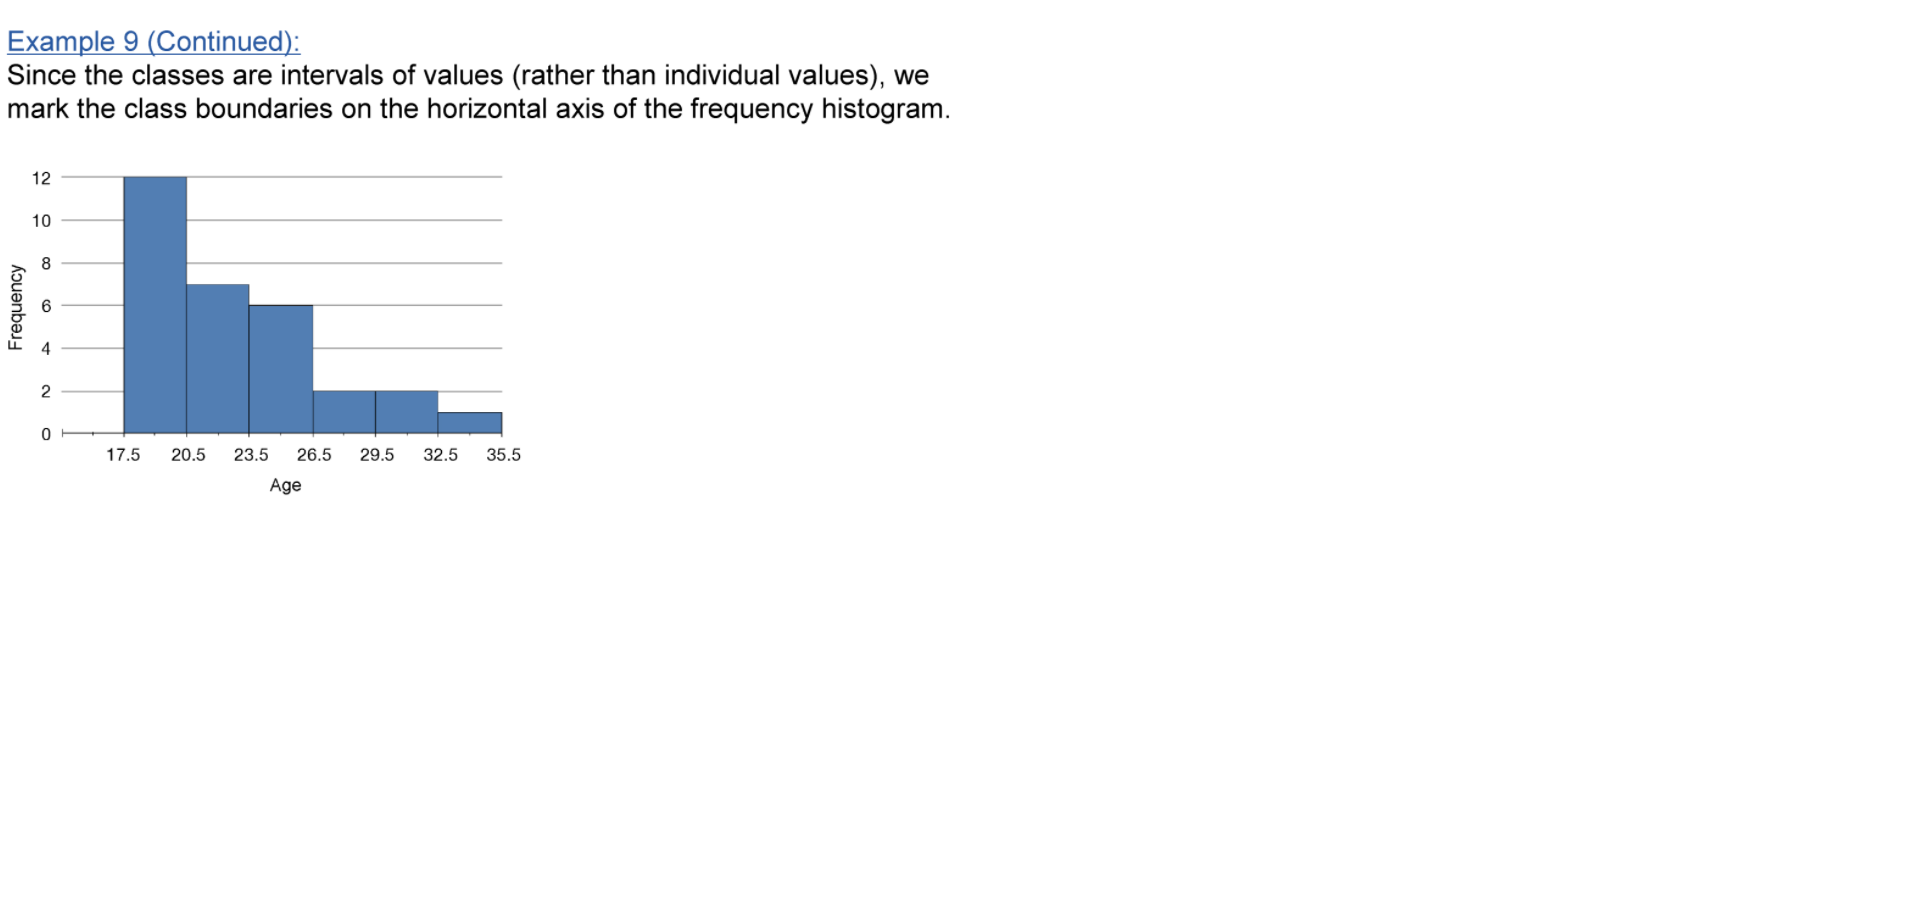 Example 9 (Continued):
Since the classes are intervals of values (rather than individual values), we
mark the class boundaries on the horizontal axis of the frequency histogram.
12
10
8
6
4
2
0
Frequency
17.5 20.5 23.5 26.5 29.5 32.5 35.5
Age